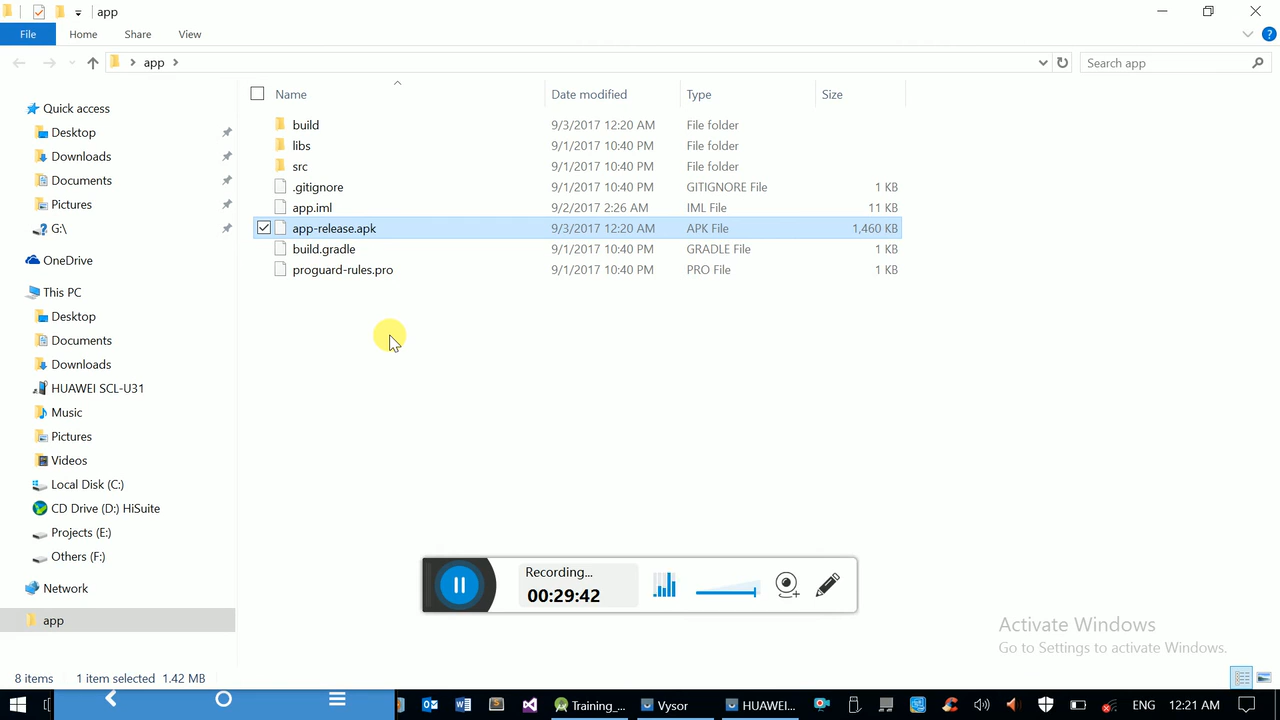 app
File Home Share View
app
Search app
Name Date modified Type Size
Quick access
Desktop
Downloads
Documents
Pictures
G:\
OneDrive
This PC
Desktop
Documents
Downloads
HUAWEI SCL-U31
Music
Pictures
Videos
Local Disk (C:)
CD Drive (D:) HiSuite
Projects (E:)
Others (F:)
Network
app
build 9/3/2017 12:20 AM File folder
libs 9/1/2017 10:40 PM File folder
src 9/1/2017 10:40 PM File folder
.gitignore 9/1/2017 10:40 PM GITIGNORE File 1 KB
app.iml 9/2/2017 2:26 AM IML File 11 KB
app-release.apk 9/3/2017 12:20 AM APK File 1,460 KB
build.gradle 9/1/2017 10:40 PM GRADLE File 1 KB
proguard-rules.pro 9/1/2017 10:40 PM PRO File 1 KB
Recording...
00:29:42
Activate Windows
Go to Settings to activate Windows.
8 items 1 item selected 1.42 MB
Training_... Vysor HUAWEI... ENG 12:21 AM